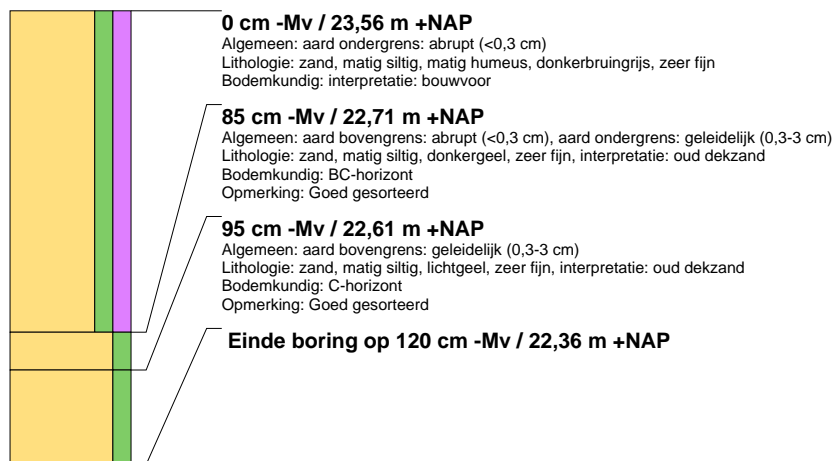 0 cm -Mv / 23,56 m +NAP
Algemeen: aard ondergrens: abrupt (<0,3 cm)
Lithologie: zand, matig siltig, matig humeus, donkerbruingrijs, zeer fijn
Bodemkundig: interpretatie: bouwvoor
85 cm -Mv / 22,71 m +NAP
Algemeen: aard bovengrens: abrupt (<0,3 cm), aard ondergrens: geleidelijk (0,3-3 cm)
Lithologie: zand, matig siltig, donkergeel, zeer fijn, interpretatie: oud dekzand
Bodemkundig: BC-horizont
Opmerking: Goed gesorteerd
95 cm -Mv / 22,61 m +NAP
Algemeen: aard bovengrens: geleidelijk (0,3-3 cm)
Lithologie: zand, matig siltig, lichtgeel, zeer fijn, interpretatie: oud dekzand
Bodemkundig: C-horizont
Opmerking: Goed gesorteerd
Einde boring op 120 cm -Mv / 22,36 m +NAP